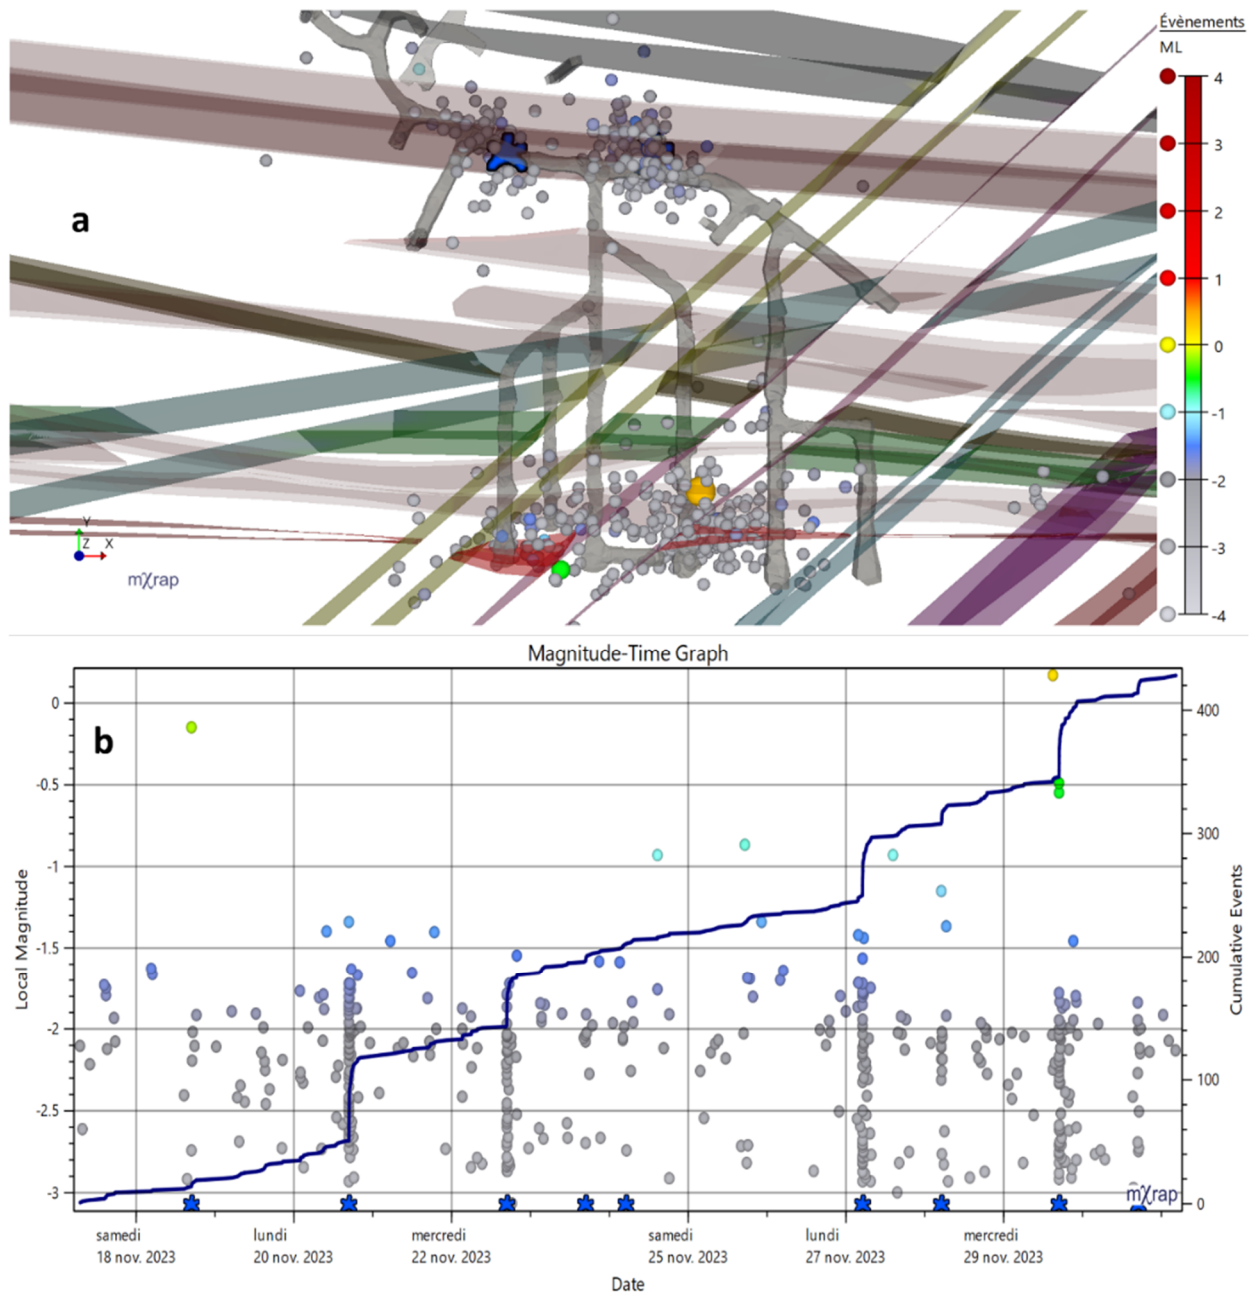 Évènements
ML
4
3
2
1
0
-1
-2
-3
-4
a
Y
Z X
mχrap
Magnitude-Time Graph
b
0
-0.5
-1
-1.5
-2
-2.5
-3
Local Magnitude
400
300
200
100
0
Cumulative Events
mχrap
samedi lundi mercredi samedi lundi mercredi
18 nov. 2023 20 nov. 2023 22 nov. 2023 25 nov. 2023 27 nov. 2023 29 nov. 2023
Date